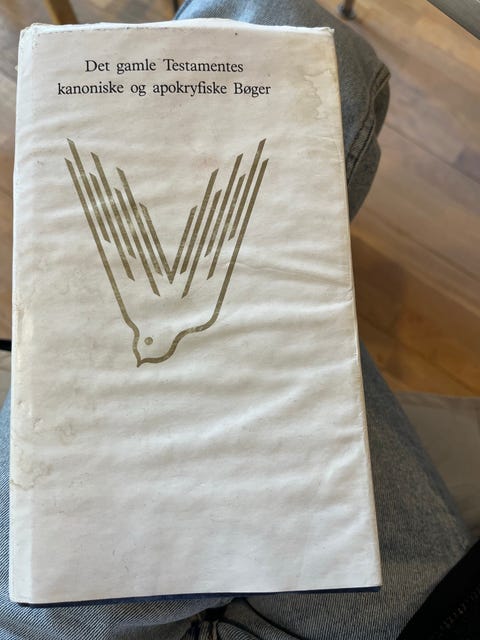 Det gamle Testamentes
kanoniske og apokryfiske Bøger